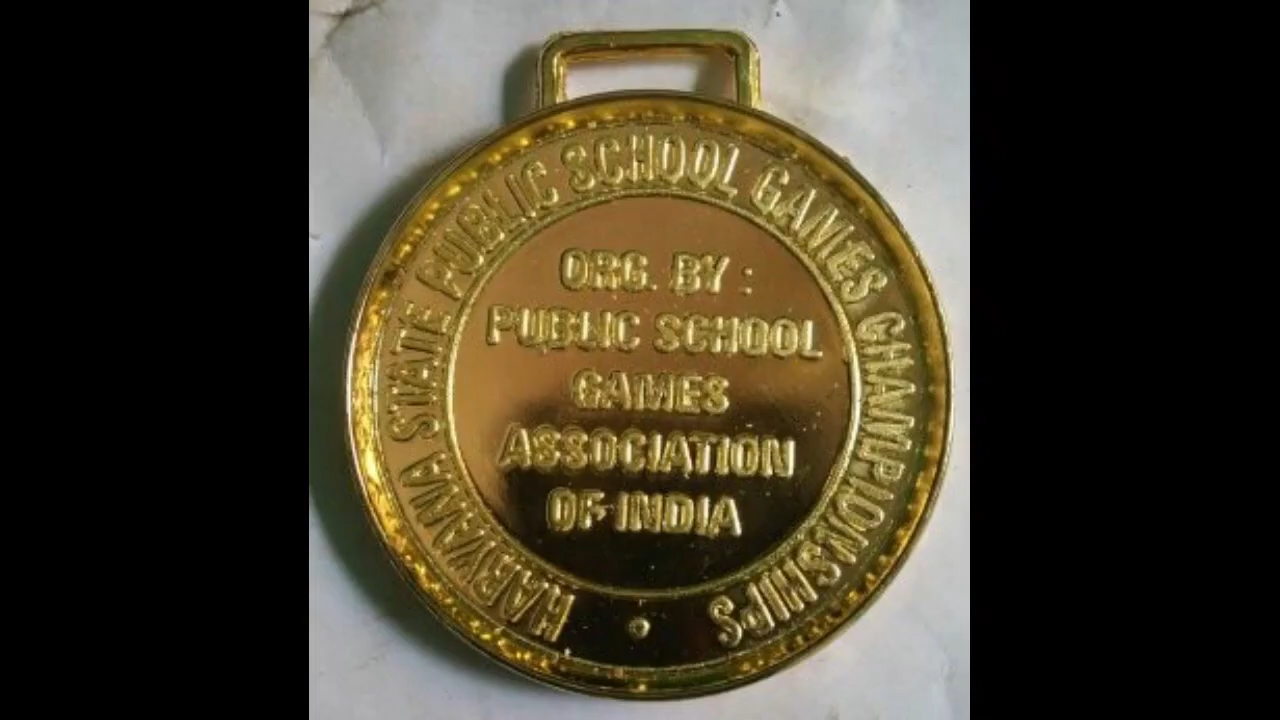 HARYANA STATE PUBLIC SCHOOL GAMES CHAMPIONSHIPS
ORG. BY :
PUBLIC SCHOOL
GAMES
ASSOCIATION
OF INDIA